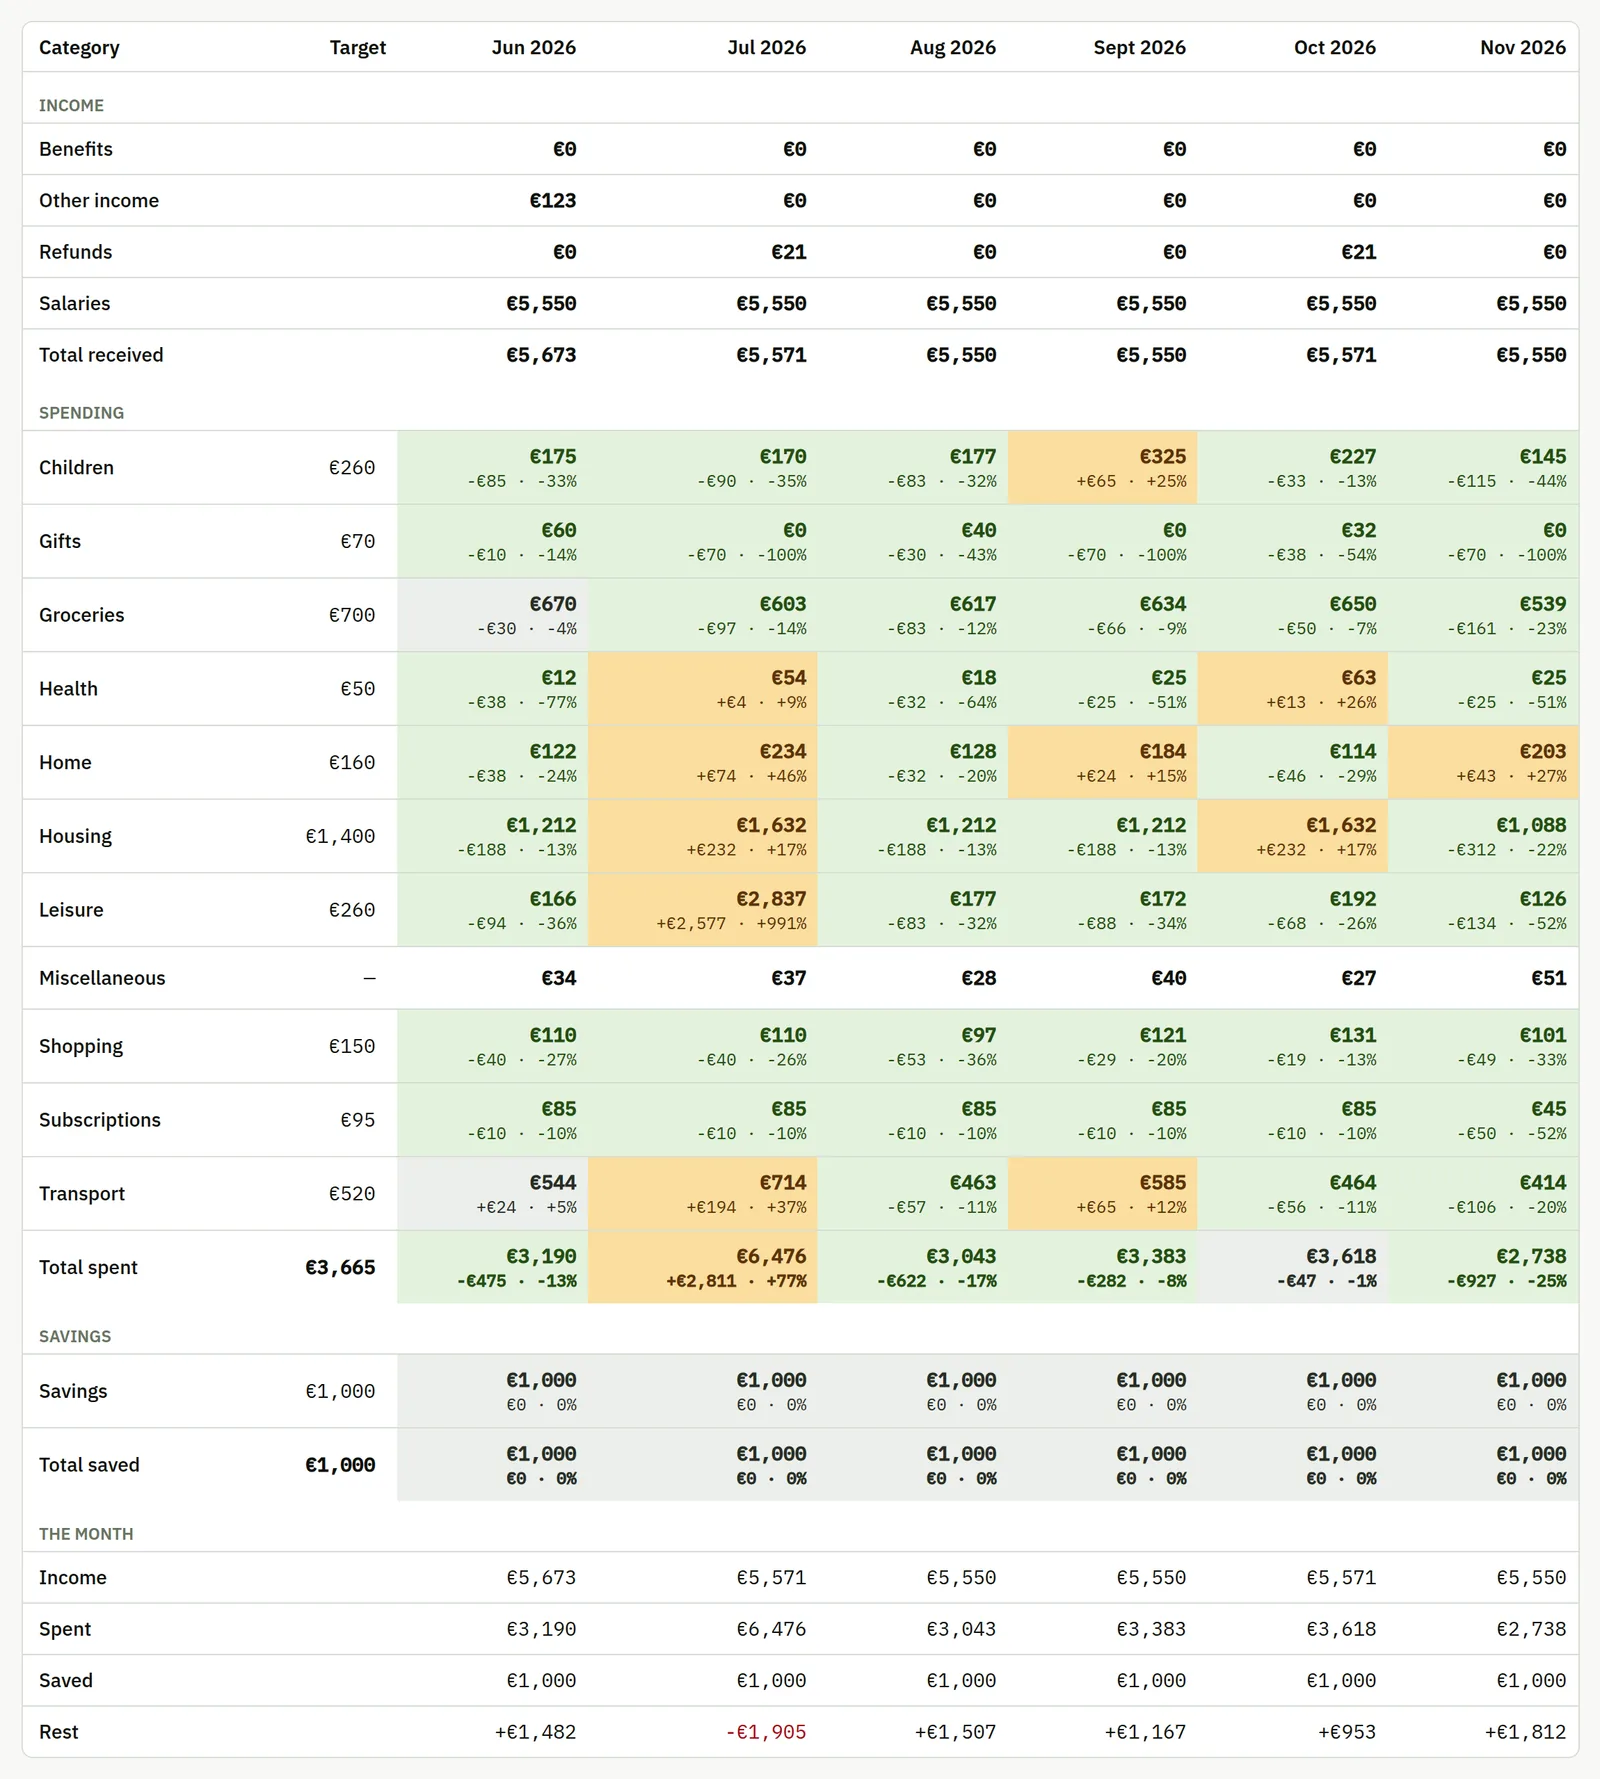 Category Target Jun 2026 Jul 2026 Aug 2026 Sept 2026 Oct 2026 Nov 2026
INCOME
Benefits €0 €0 €0 €0 €0 €0
Other income €123 €0 €0 €0 €0 €0
Refunds €0 €21 €0 €0 €21 €0
Salaries €5,550 €5,550 €5,550 €5,550 €5,550 €5,550
Total received €5,673 €5,571 €5,550 €5,550 €5,571 €5,550
SPENDING
Children €260 €175 €170 €177 €325 €227 €145
-€85 · -33% -€90 · -35% -€83 · -32% +€65 · +25% -€33 · -13% -€115 · -44%
Gifts €70 €60 €0 €40 €0 €32 €0
-€10 · -14% -€70 · -100% -€30 · -43% -€70 · -100% -€38 · -54% -€70 · -100%
Groceries €700 €670 €603 €617 €634 €650 €539
-€30 · -4% -€97 · -14% -€83 · -12% -€66 · -9% -€50 · -7% -€161 · -23%
Health €50 €12 €54 €18 €25 €63 €25
-€38 · -77% +€4 · +9% -€32 · -64% -€25 · -51% +€13 · +26% -€25 · -51%
Home €160 €122 €234 €128 €184 €114 €203
-€38 · -24% +€74 · +46% -€32 · -20% +€24 · +15% -€46 · -29% +€43 · +27%
Housing €1,400 €1,212 €1,632 €1,212 €1,212 €1,632 €1,088
-€188 · -13% +€232 · +17% -€188 · -13% -€188 · -13% +€232 · +17% -€312 · -22%
Leisure €260 €166 €2,837 €177 €172 €192 €126
-€94 · -36% +€2,577 · +991% -€83 · -32% -€88 · -34% -€68 · -26% -€134 · -52%
Miscellaneous — €34 €37 €28 €40 €27 €51
Shopping €150 €110 €110 €97 €121 €131 €101
-€40 · -27% -€40 · -26% -€53 · -36% -€29 · -20% -€19 · -13% -€49 · -33%
Subscriptions €95 €85 €85 €85 €85 €85 €45
-€10 · -10% -€10 · -10% -€10 · -10% -€10 · -10% -€10 · -10% -€50 · -52%
Transport €520 €544 €714 €463 €585 €464 €414
+€24 · +5% +€194 · +37% -€57 · -11% +€65 · +12% -€56 · -11% -€106 · -20%
Total spent €3,665 €3,190 €6,476 €3,043 €3,383 €3,618 €2,738
-€475 · -13% +€2,811 · +77% -€622 · -17% -€282 · -8% -€47 · -1% -€927 · -25%
SAVINGS
Savings €1,000 €1,000 €1,000 €1,000 €1,000 €1,000 €1,000
€0 · 0% €0 · 0% €0 · 0% €0 · 0% €0 · 0% €0 · 0%
Total saved €1,000 €1,000 €1,000 €1,000 €1,000 €1,000 €1,000
€0 · 0% €0 · 0% €0 · 0% €0 · 0% €0 · 0% €0 · 0%
THE MONTH
Income €5,673 €5,571 €5,550 €5,550 €5,571 €5,550
Spent €3,190 €6,476 €3,043 €3,383 €3,618 €2,738
Saved €1,000 €1,000 €1,000 €1,000 €1,000 €1,000
Rest +€1,482 -€1,905 +€1,507 +€1,167 +€953 +€1,812